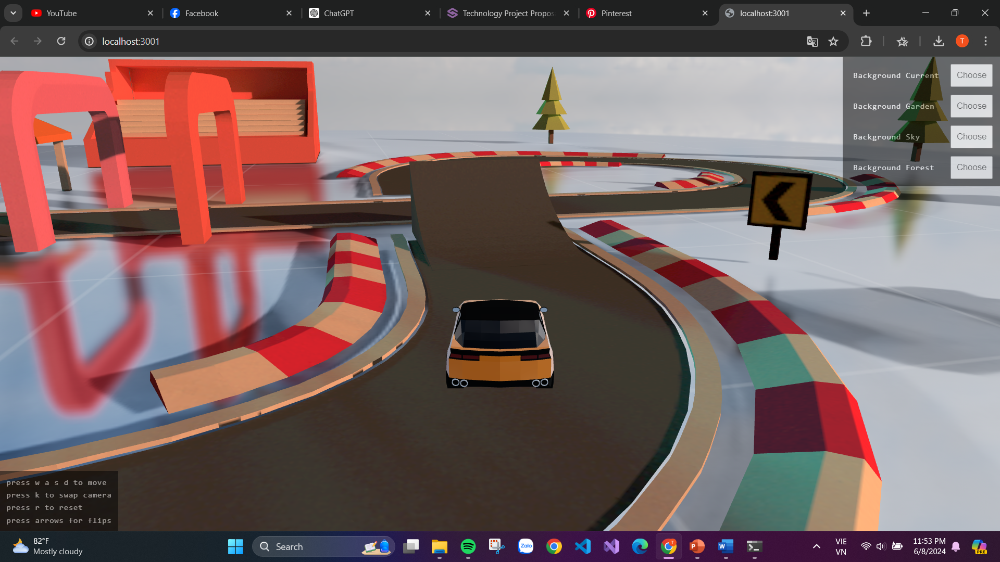 YouTube
Facebook
ChatGPT
Technology Project Propos
Pinterest
localhost:3001
localhost:3001
T
Background Current Choose
Background Garden Choose
Background Sky Choose
Background Forest Choose
press w a s d to move
press k to swap camera
press r to reset
press arrows for flips
82°F
Mostly cloudy
Search
Zalo
T
P
W
VIE
VN
11:53 PM
6/8/2024
PRE